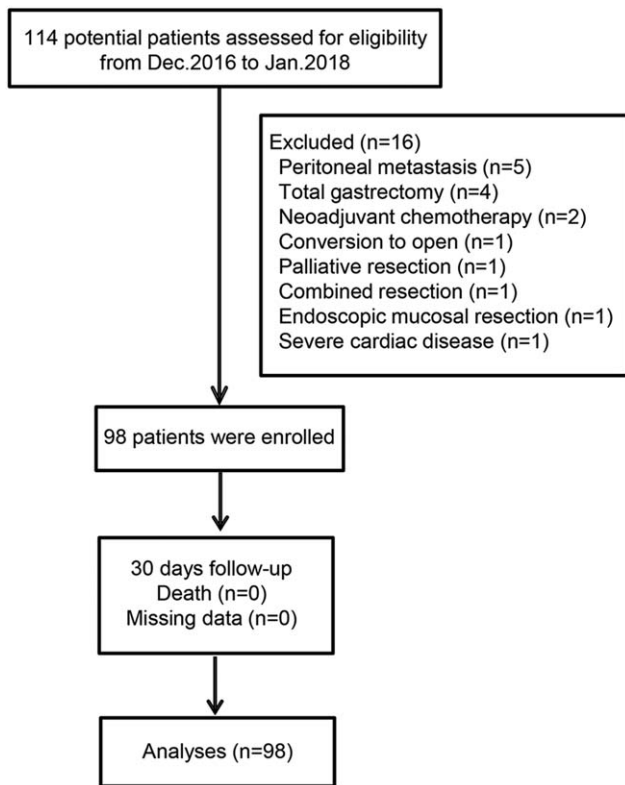 114 potential patients assessed for eligibility
from Dec.2016 to Jan.2018
Excluded (n=16)
Peritoneal metastasis (n=5)
Total gastrectomy (n=4)
Neoadjuvant chemotherapy (n=2)
Conversion to open (n=1)
Palliative resection (n=1)
Combined resection (n=1)
Endoscopic mucosal resection (n=1)
Severe cardiac disease (n=1)
98 patients were enrolled
30 days follow-up
Death (n=0)
Missing data (n=0)
Analyses (n=98)